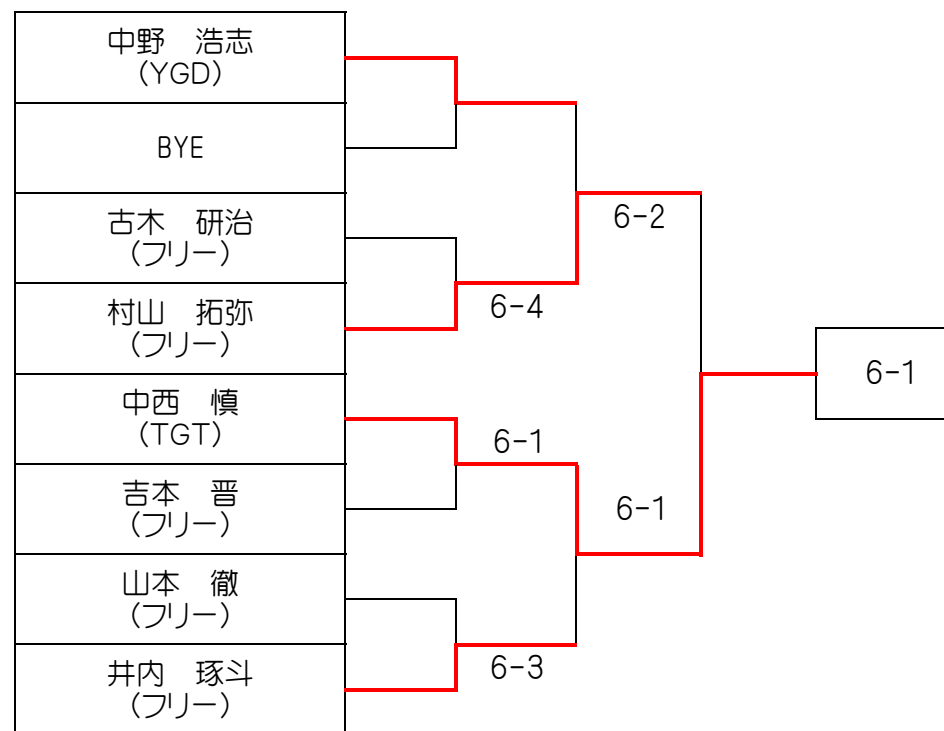 中野　浩志
(YGD)
BYE
古木　研治
(フリー)
6-2
6-4
村山　拓弥
(フリー)
6-1
中西　慎
(TGT)
6-1
吉本　晋
(フリー)
6-1
山本　徹
(フリー)
6-3
井内　琢斗
(フリー)